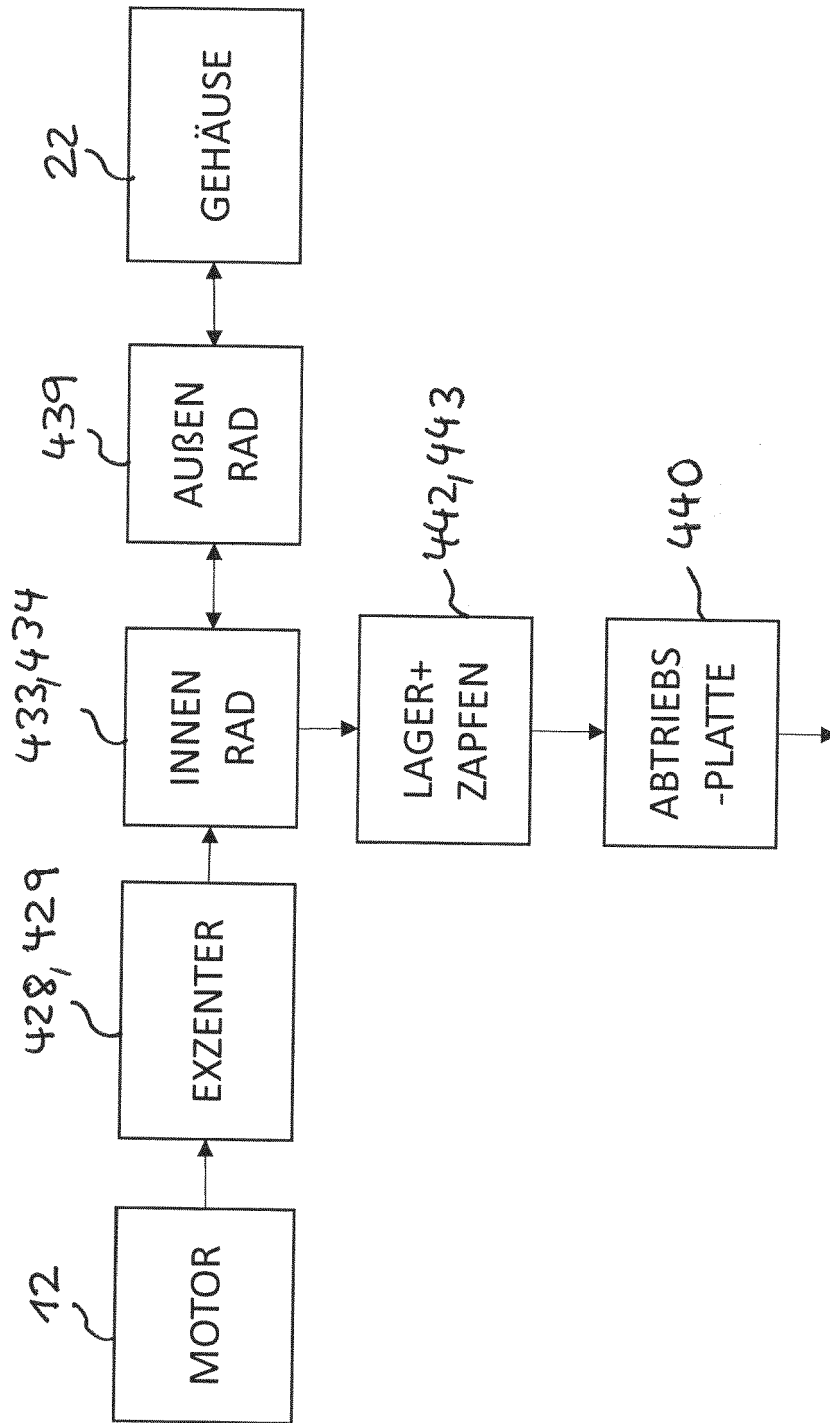 12
MOTOR
428, 429
EXZENTER
433, 434
INNEN
RAD
439
AUßEN
RAD
22
GEHÄUSE
LAGER+
ZAPFEN
442, 443
ABTRIEBS
-PLATTE
440